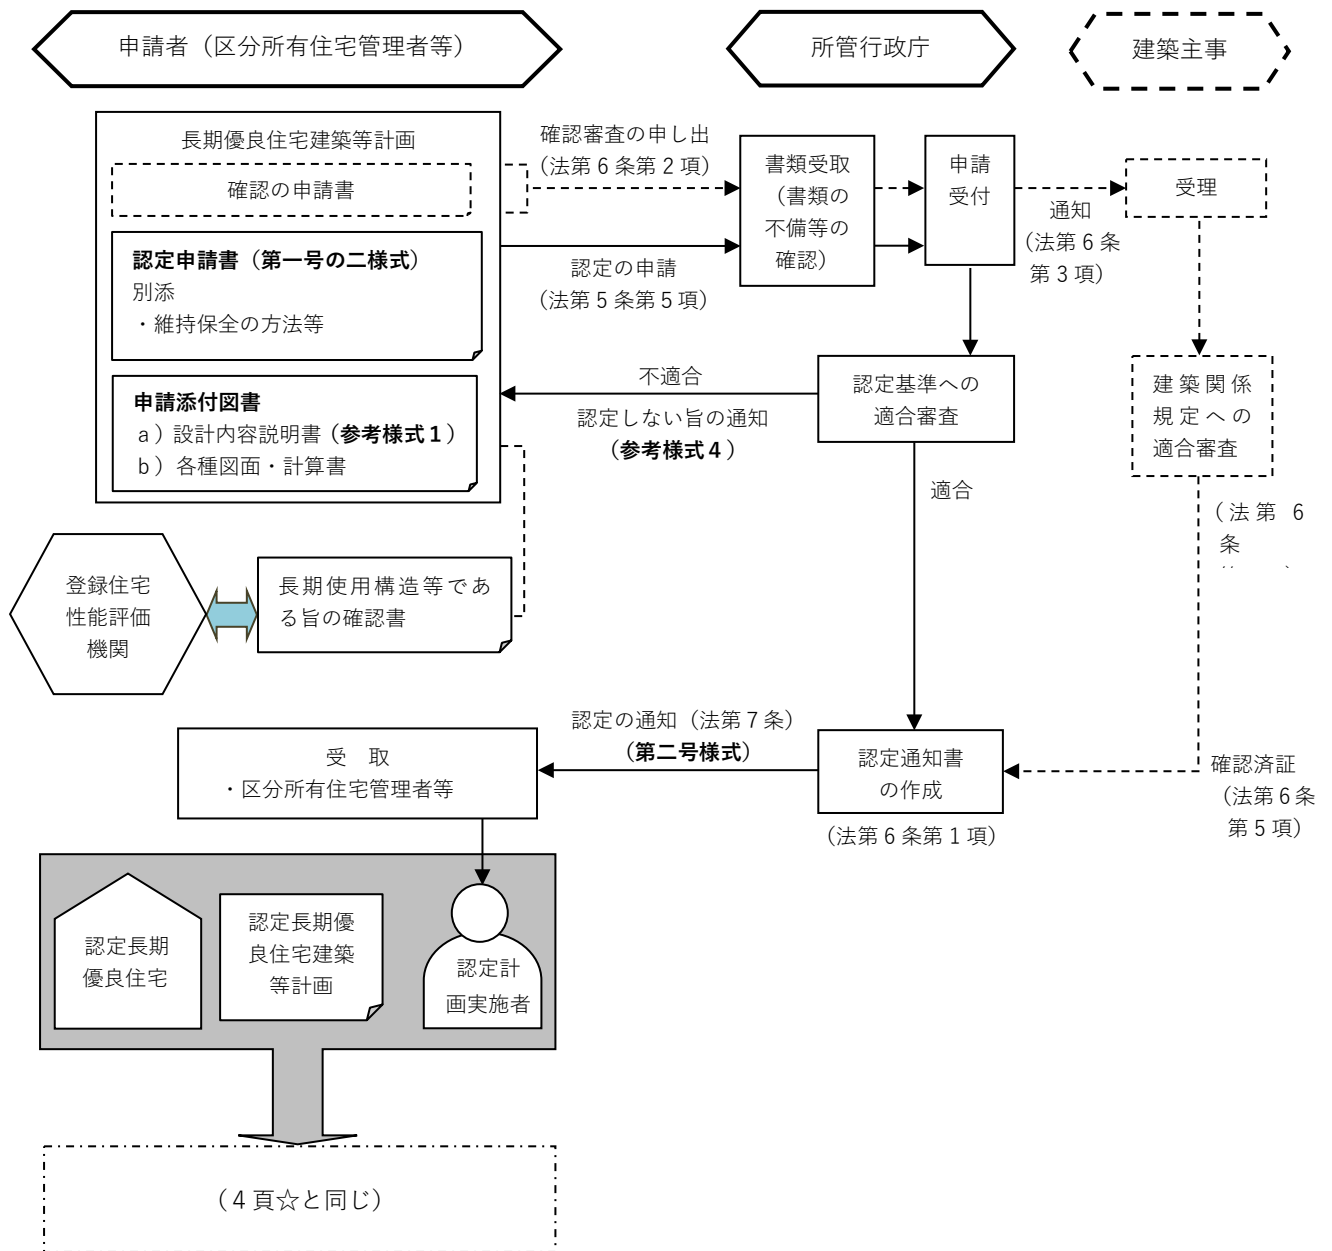 申請者（区分所有住宅管理者等）
所管行政庁
建築主事
長期優良住宅建築等計画
確認の申請書
認定申請書（第一号の二様式）
別添
・維持保全の方法等
申請添付図書
a）設計内容説明書（参考様式１）
b）各種図面・計算書
確認審査の申し出
（法第６条第２項）
認定の申請
（法第５条第５項）
書類受取
（書類の
不備等の
確認）
申請
受付
通知
（法第６条
第３項）
受理
不適合
認定しない旨の通知
（参考様式４）
認定基準への
適合審査
建築関係
規定への
適合審査
適合
（法第６
条
登録住宅
性能評価
機関
長期使用構造等であ
る旨の確認書
認定の通知（法第７条）
（第二号様式）
受　取
・区分所有住宅管理者等
認定通知書
の作成
（法第６条第１項）
確認済証
（法第６条
第５項）
認定長期
優良住宅
認定長期優
良住宅建築
等計画
認定計
画実施者
（４頁☆と同じ）